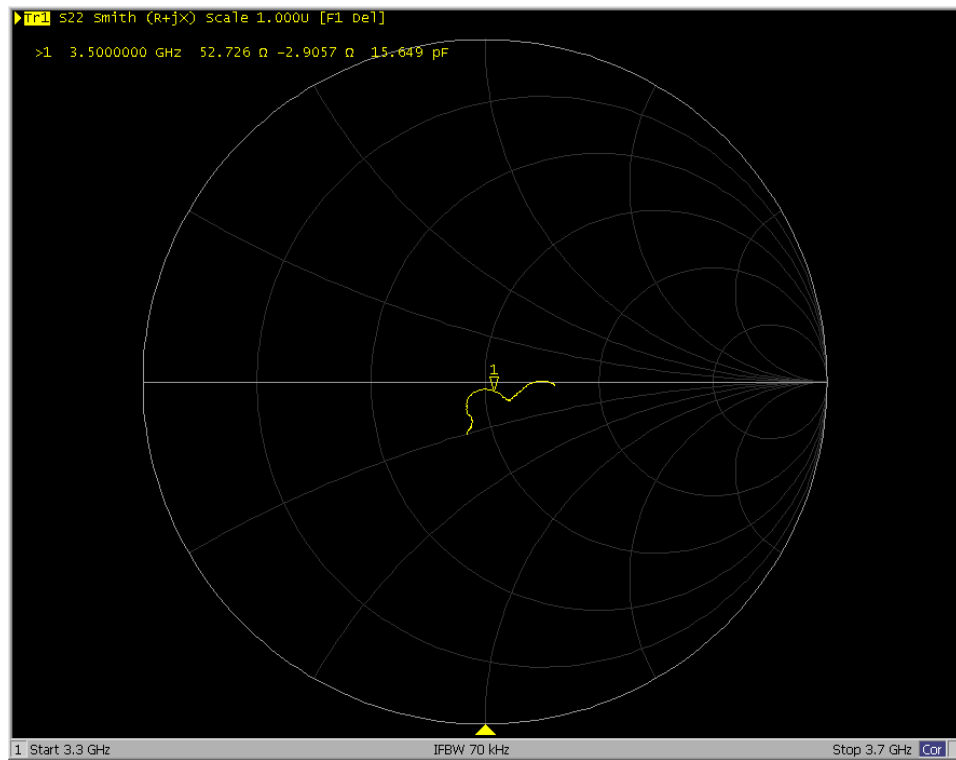 Tr1 S22 Smith (R+jX) Scale 1.000U [F1 Del]
>1 3.5000000 GHz 52.726 Ω -2.9057 Ω 15.649 pF
1
1 Start 3.3 GHz IFBW 70 kHz Stop 3.7 GHz Cor